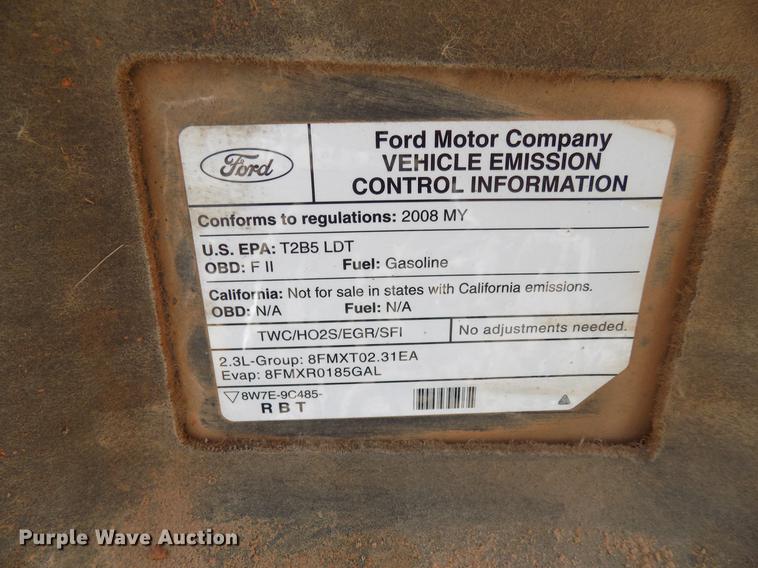 Ford
Ford Motor Company
VEHICLE EMISSION
CONTROL INFORMATION
Conforms to regulations: 2008 MY
U.S. EPA: T2B5 LDT
OBD: F II Fuel: Gasoline
California: Not for sale in states with California emissions.
OBD: N/A Fuel: N/A
TWC/HO2S/EGR/SFI No adjustments needed.
2.3L-Group: 8FMXT02.31EA
Evap: 8FMXR0185GAL
▽8W7E-9C485-
R B T
Purple Wave Auction